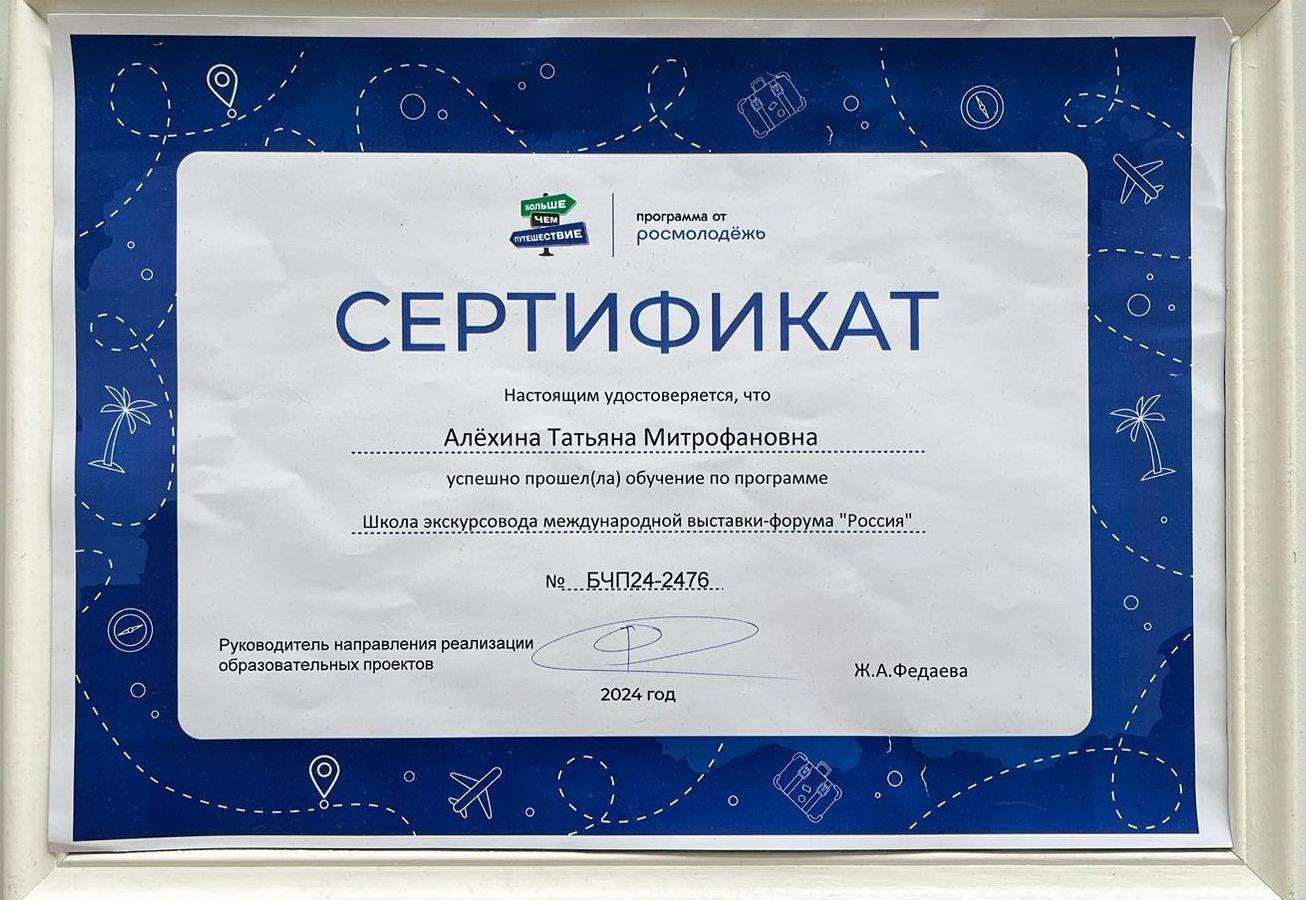 БОЛЬШЕ
ЧЕМ
ПУТЕШЕСТВИЕ
программа от
росмолодёжь
СЕРТИФИКАТ
Настоящим удостоверяется, что
Алёхина Татьяна Митрофановна
успешно прошел(ла) обучение по программе
Школа экскурсовода международной выставки-форума "Россия"
№ БЧП24-2476
Руководитель направления реализации
образовательных проектов
Ж.А.Федаева
2024 год